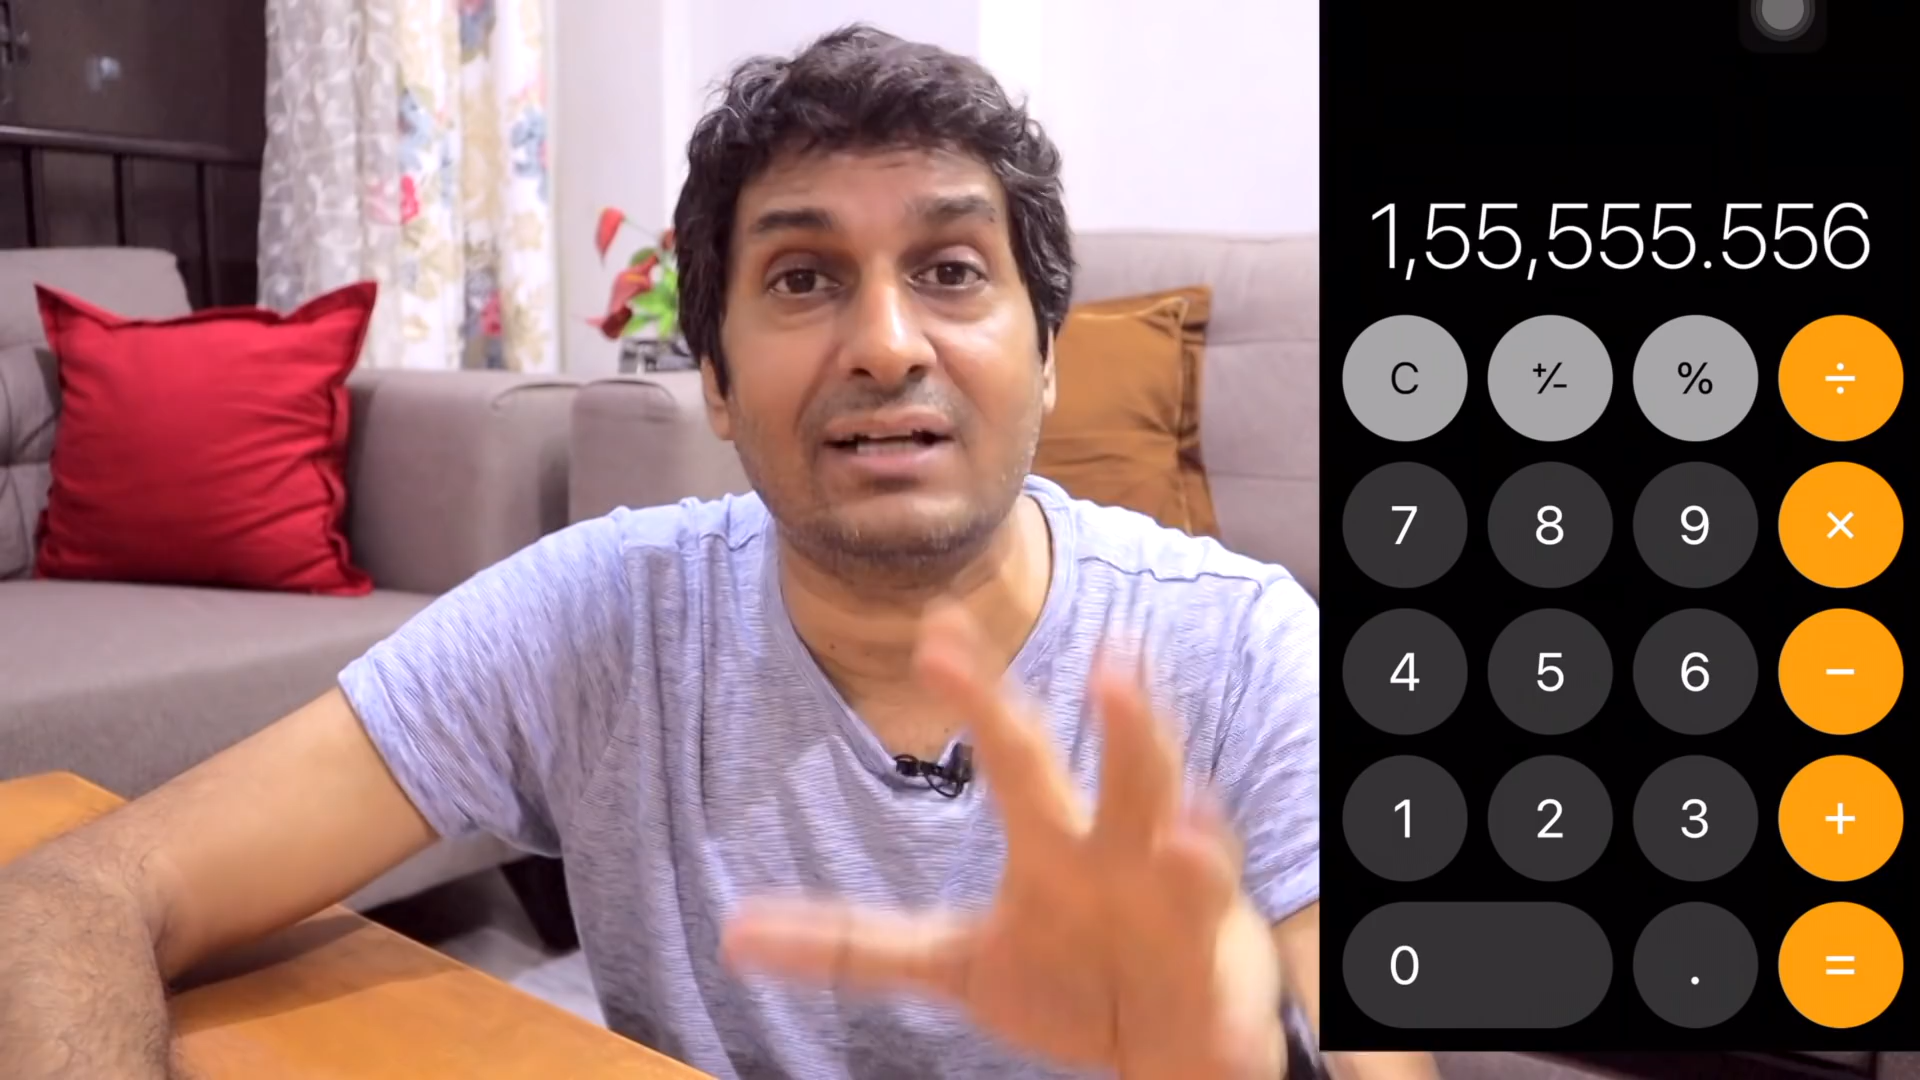 1,55,555.556
C +/- % ÷
7 8 9 ×
4 5 6 −
1 2 3 +
0 . =